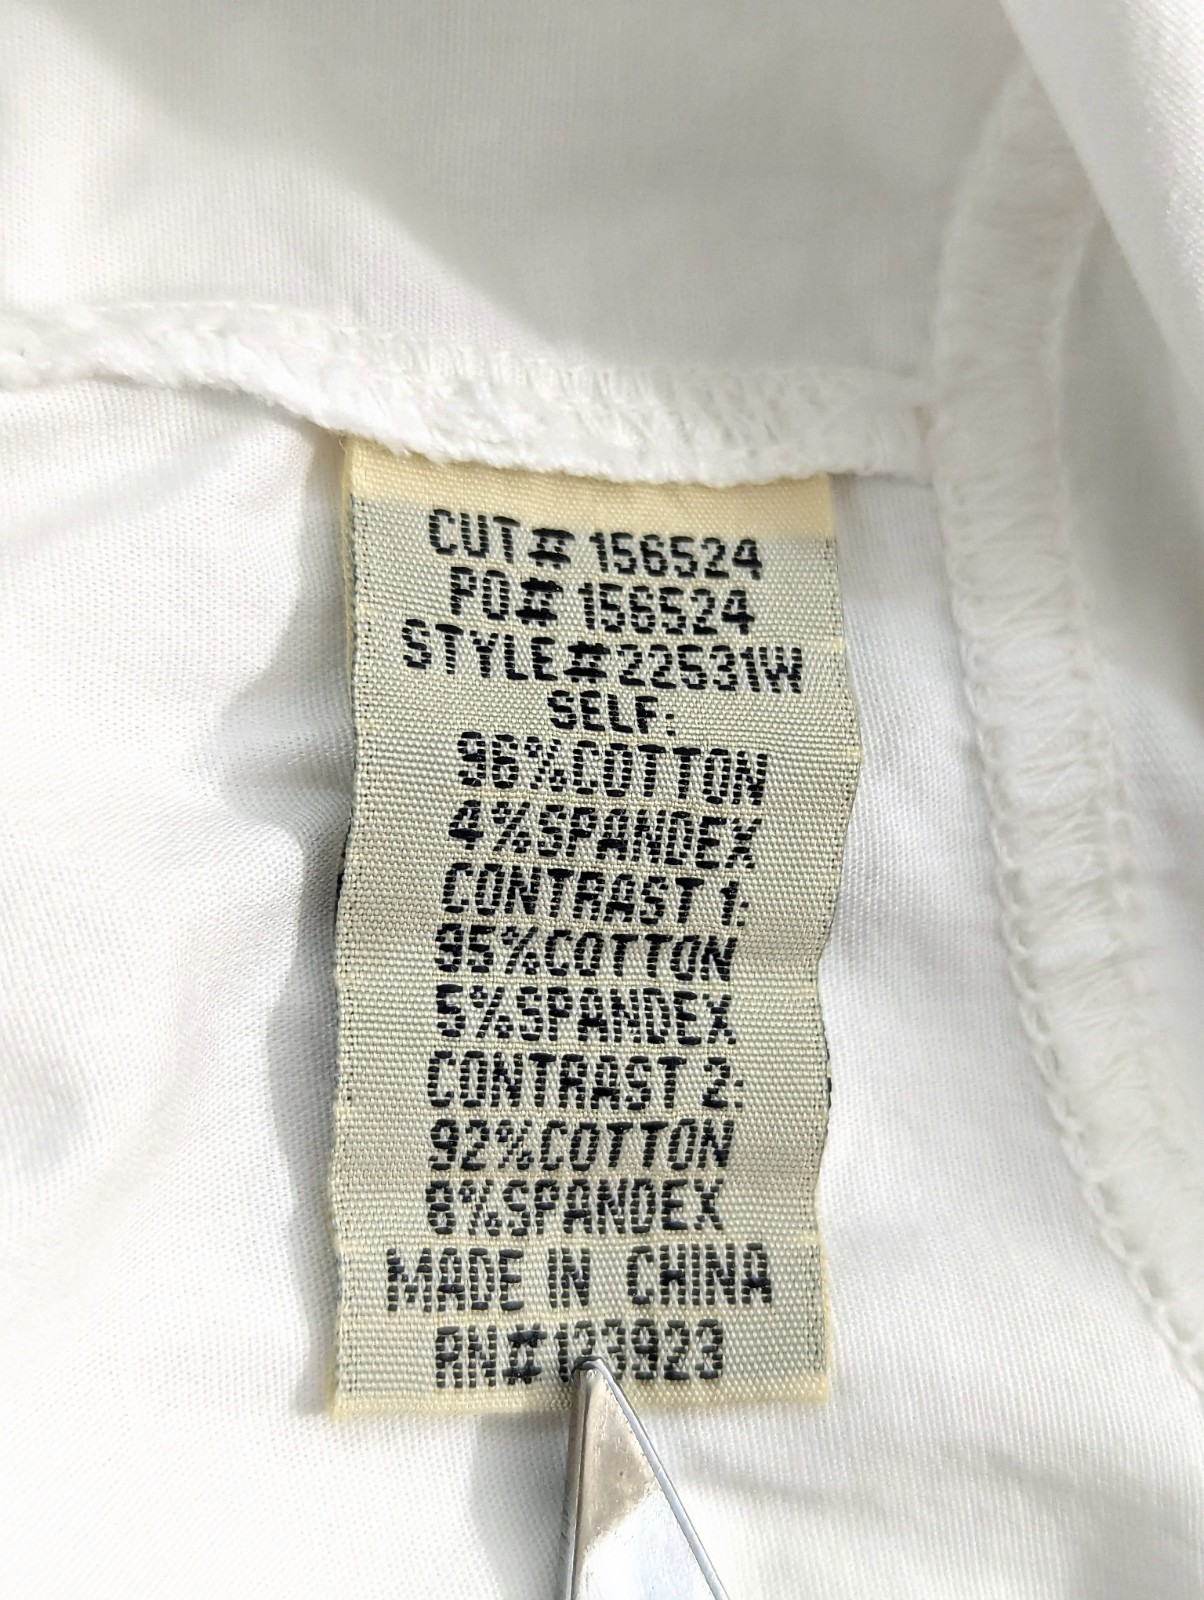 CUT# 156524
PO# 156524
STYLE#22531W
SELF:
96%COTTON
4%SPANDEX
CONTRAST 1:
95%COTTON
5%SPANDEX
CONTRAST 2:
92%COTTON
8%SPANDEX
MADE IN CHINA
RN#123923